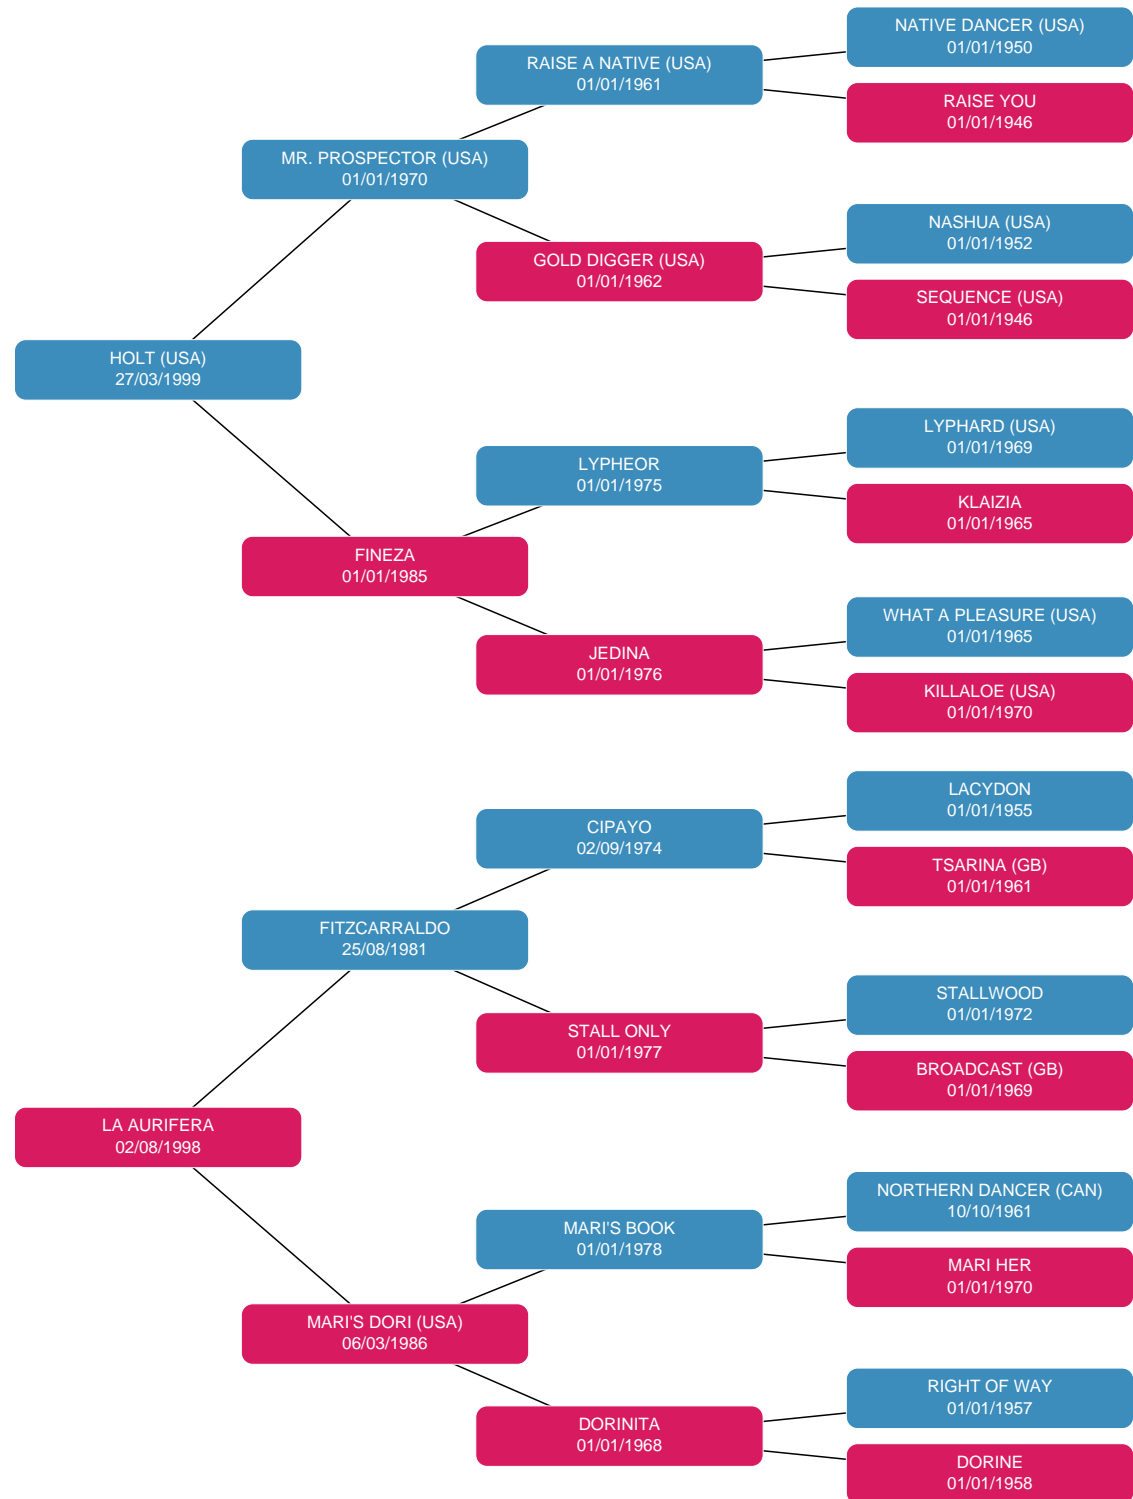 NATIVE DANCER (USA)
01/01/1950
RAISE A NATIVE (USA)
01/01/1961
RAISE YOU
01/01/1946
MR. PROSPECTOR (USA)
01/01/1970
NASHUA (USA)
01/01/1952
GOLD DIGGER (USA)
01/01/1962
SEQUENCE (USA)
01/01/1946
HOLT (USA)
27/03/1999
LYPHARD (USA)
01/01/1969
LYPHEOR
01/01/1975
KLAIZIA
01/01/1965
FINEZA
01/01/1985
WHAT A PLEASURE (USA)
01/01/1965
JEDINA
01/01/1976
KILLALOE (USA)
01/01/1970
LACYDON
01/01/1955
CIPAYO
02/09/1974
TSARINA (GB)
01/01/1961
FITZCARRALDO
25/08/1981
STALLWOOD
01/01/1972
STALL ONLY
01/01/1977
BROADCAST (GB)
01/01/1969
LA AURIFERA
02/08/1998
NORTHERN DANCER (CAN)
10/10/1961
MARI'S BOOK
01/01/1978
MARI HER
01/01/1970
MARI'S DORI (USA)
06/03/1986
RIGHT OF WAY
01/01/1957
DORINITA
01/01/1968
DORINE
01/01/1958